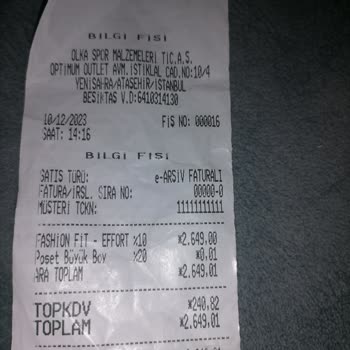 BILGI FISI
OLKA SPOR MALZEMELERI TIC.A.S.
OPTIMUM OUTLET AVM.ISTIKLAL CAD.NO:10/4
YENISAHRA/ATASEHIR/ISTANBUL
BESIKTAS V.D:6410314130
10/12/2023 FIS NO: 000016
SAAT: 14:16
BILGI FISI
SATIS TURU: e-ARSIV FATURALI
FATURA/IRSL. SIRA NO: 00000-0
MUSTERI TCKN: 11111111111
FASHION FIT - EFFORT %10 *2.649,00
Poset Büyük Boy %20 *0,01
ARA TOPLAM *2.649,01
TOPKDV *240,82
TOPLAM *2.649,01